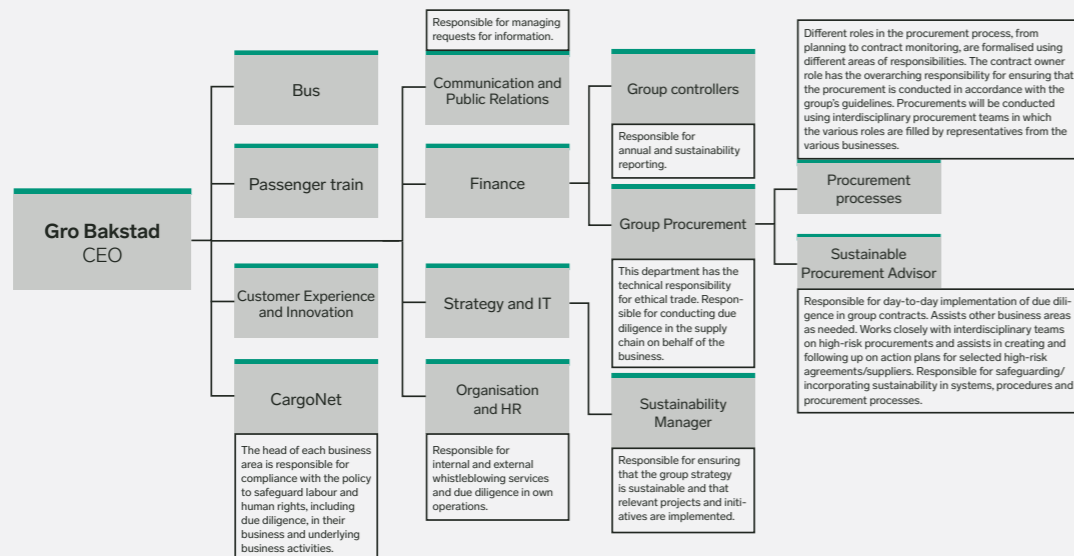 Gro Bakstad
CEO
Bus
Passenger train
Customer Experience
and Innovation
CargoNet
The head of each business
area is responsible for
compliance with the policy
to safeguard labour and
human rights, including
due diligence, in their
business and underlying
business activities.
Responsible for managing
requests for information.
Communication and
Public Relations
Finance
Strategy and IT
Organisation
and HR
Responsible for
internal and external
whistleblowing services
and due diligence in own
operations.
Group controllers
Responsible for
annual and sustainability
reporting.
Group Procurement
This department has the
technical responsibility
for ethical trade. Respon-
sible for conducting due
diligence in the supply
chain on behalf of the
business.
Sustainability
Manager
Responsible for ensuring
that the group strategy
is sustainable and that
relevant projects and initi-
atives are implemented.
Different roles in the procurement process, from
planning to contract monitoring, are formalised using
different areas of responsibilities. The contract owner
role has the overarching responsibility for ensuring that
the procurement is conducted in accordance with the
group's guidelines. Procurements will be conducted
using interdisciplinary procurement teams in which
the various roles are filled by representatives from the
various businesses.
Procurement
processes
Sustainable
Procurement Advisor
Responsible for day-to-day implementation of due dili-
gence in group contracts. Assists other business areas
as needed. Works closely with interdisciplinary teams
on high-risk procurements and assists in creating and
following up on action plans for selected high-risk
agreements/suppliers. Responsible for safeguarding/
incorporating sustainability in systems, procedures and
procurement processes.